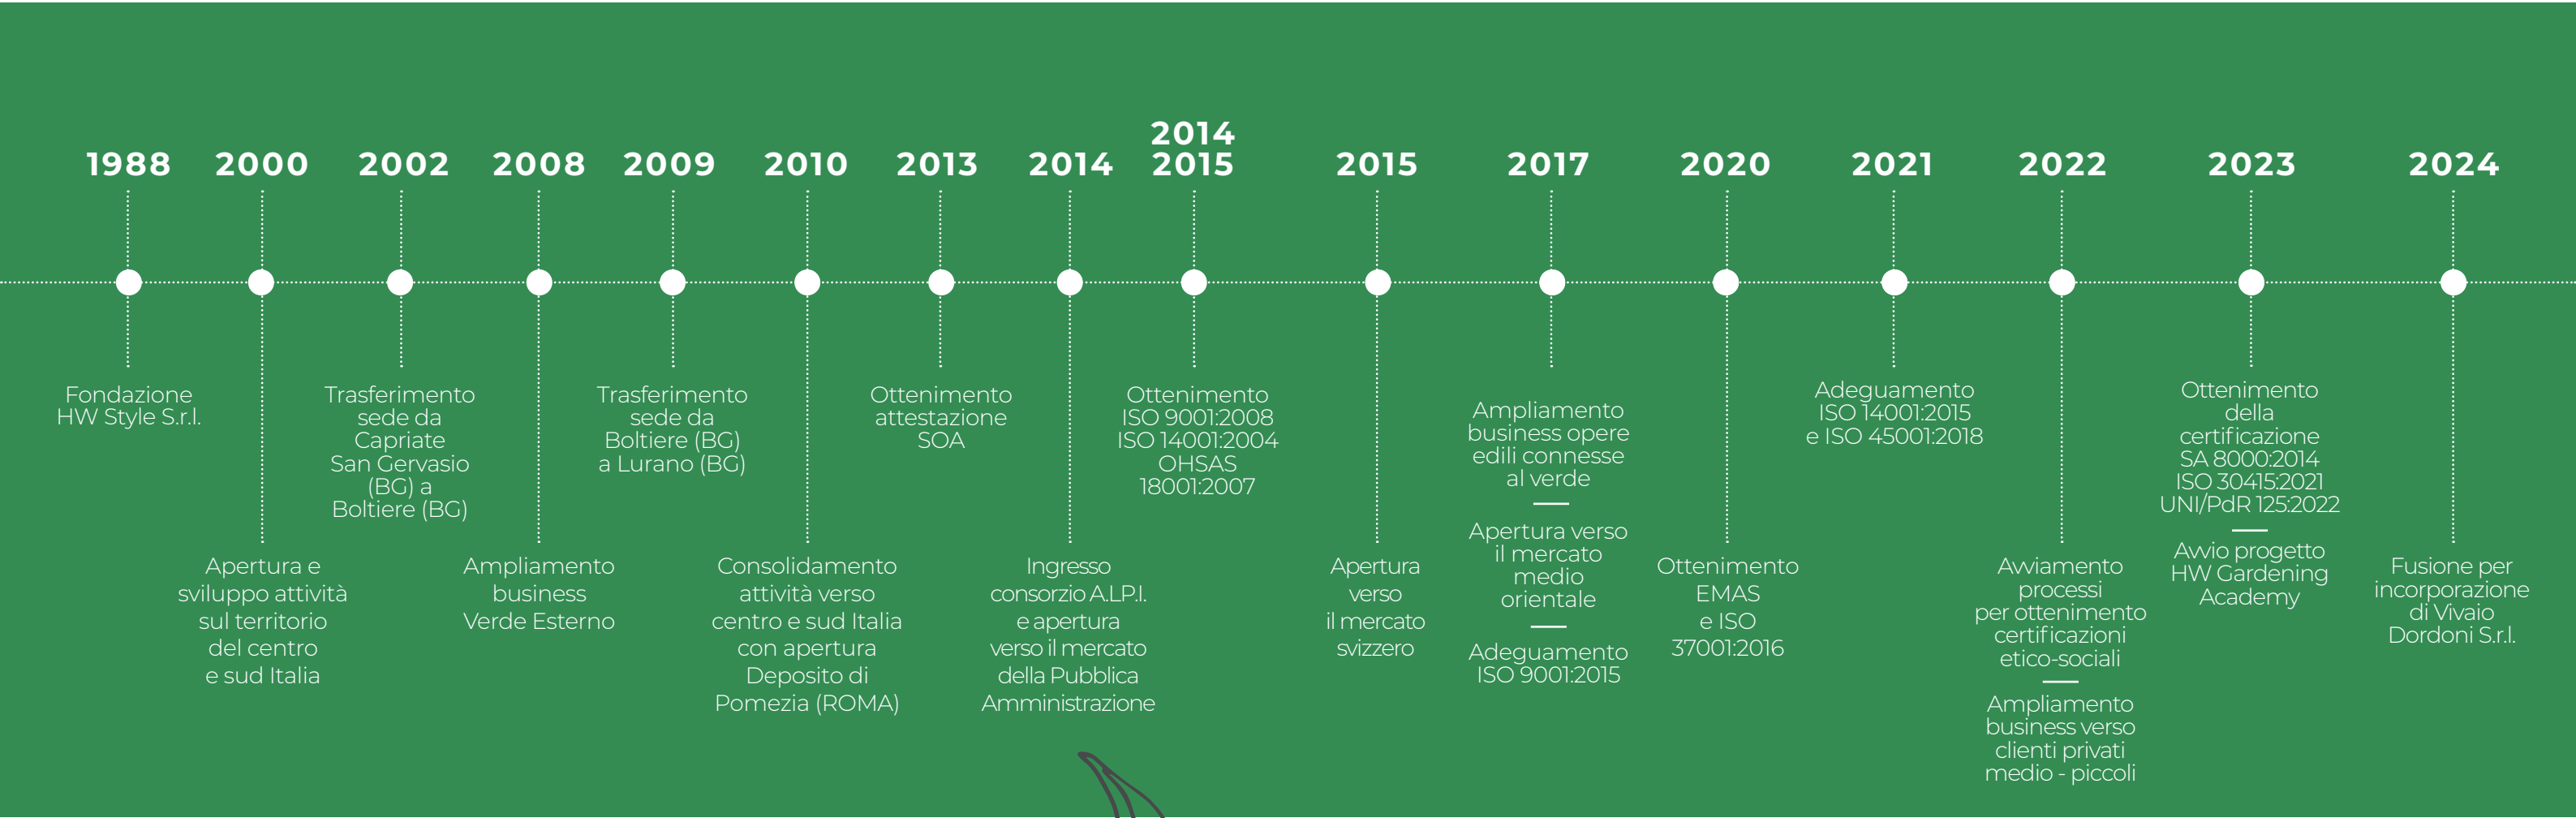 1988
Fondazione
HW Style S.r.l.
2000
Apertura e
sviluppo attività
sul territorio
del centro
e sud Italia
2002
Trasferimento
sede da
Capriate
San Gervasio
(BG) a
Boltiere (BG)
2008
Ampliamento
business
Verde Esterno
2009
Trasferimento
sede da
Boltiere (BG)
a Lurano (BG)
2010
Consolidamento
attività verso
centro e sud Italia
con apertura
Deposito di
Pomezia (ROMA)
2013
Ottenimento
attestazione
SOA
2014
Ingresso
consorzio A.LP.I.
e apertura
verso il mercato
della Pubblica
Amministrazione
2014
2015
Ottenimento
ISO 9001:2008
ISO 14001:2004
OHSAS
18001:2007
2015
Apertura
verso
il mercato
svizzero
2017
Ampliamento
business opere
edili connesse
al verde
Apertura verso
il mercato
medio
orientale
Adeguamento
ISO 9001:2015
2020
Ottenimento
EMAS
e ISO
37001:2016
2021
Adeguamento
ISO 14001:2015
e ISO 45001:2018
2022
Avviamento
processi
per ottenimento
certificazioni
etico-sociali
Ampliamento
business verso
clienti privati
medio - piccoli
2023
Ottenimento
della
certificazione
SA 8000:2014
ISO 30415:2021
UNI/PdR 125:2022
Avvio progetto
HW Gardening
Academy
2024
Fusione per
incorporazione
di Vivaio
Dordoni S.r.l.